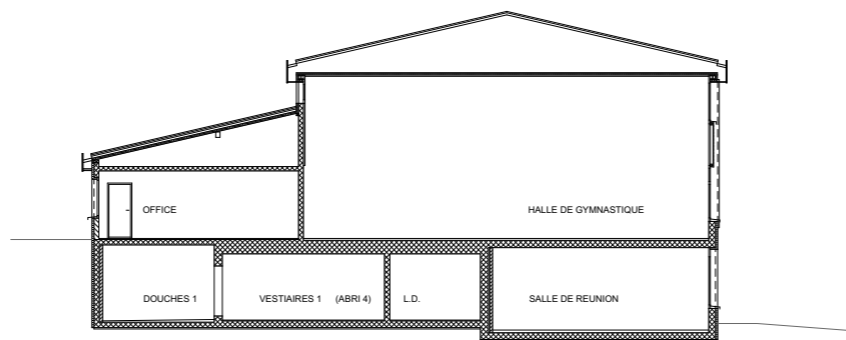 OFFICE
HALLE DE GYMNASTIQUE
DOUCHES 1
VESTIAIRES 1 (ABRI 4)
L.D.
SALLE DE REUNION